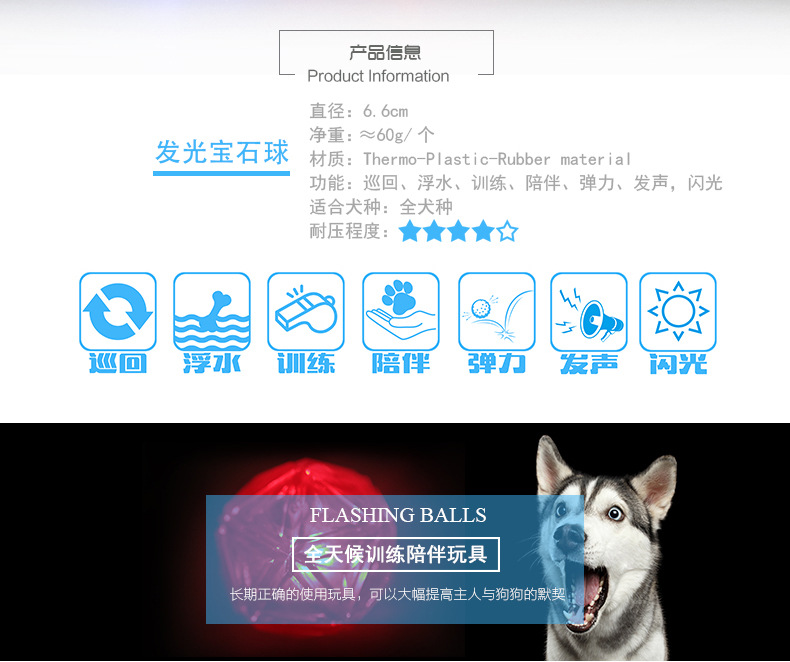 产品信息
Product Information
发光宝石球
直径：6.6cm
净重：≈60g/ 个
材质：Thermo-Plastic-Rubber material
功能：巡回、浮水、训练、陪伴、弹力、发声，闪光
适合犬种：全犬种
耐压程度：★★★★☆
巡回 浮水 训练 陪伴 弹力 发声 闪光
FLASHING BALLS
全天候训练陪伴玩具
长期正确的使用玩具，可以大幅提高主人与狗狗的默契